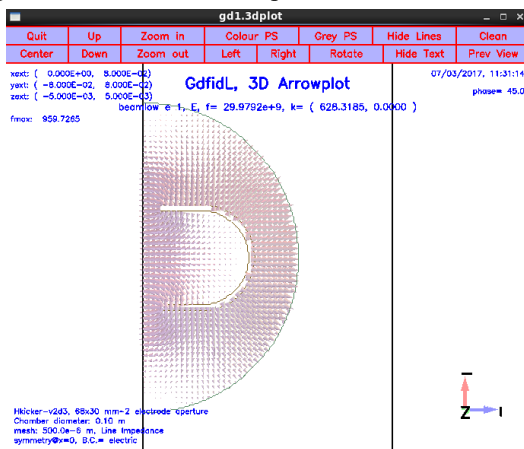 gd1.3dplot
Quit Up Zoom in Colour PS Grey PS Hide Lines Clean
Center Down Zoom out Left Right Rotate Hide Text Prev View
xext: ( 0.000E+00, 8.000E-02)
yext: ( -8.000E-02, 8.000E-02)
zext: ( -5.000E-03, 5.000E-03)
GdfidL, 3D Arrowplot
07/03/2017, 11:31:14
phase= 45.0
beamlow e 1, E, f= 29.9792e+9, k= ( 628.3185, 0.0000 )
fmax: 959.7265
Z
Hkicker-v2d3, 68x30 mm-2 electrode aperture
Chamber diameter: 0.10 m
mesh: 500.0e-6 m, Line Impedance
symmetry@x=0, B.C.= electric